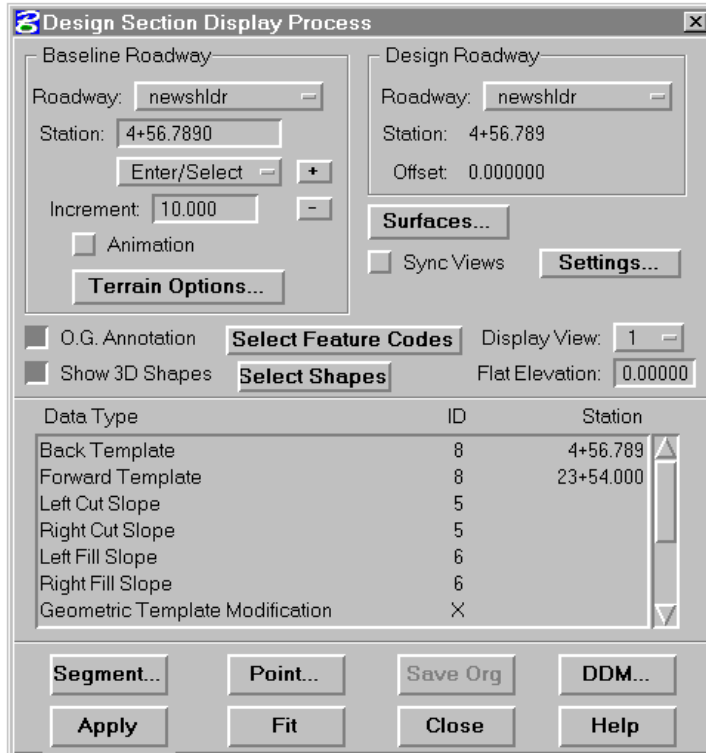 Design Section Display Process
Baseline Roadway
Roadway: newshldr
Station: 4+56.7890
Enter/Select +
Increment: 10.000 -
Animation
Terrain Options...
Design Roadway
Roadway: newshldr
Station: 4+56.789
Offset: 0.000000
Surfaces...
Sync Views Settings...
O.G. Annotation Select Feature Codes Display View: 1
Show 3D Shapes Select Shapes Flat Elevation: 0.00000
Data Type ID Station
Back Template 8 4+56.789
Forward Template 8 23+54.000
Left Cut Slope 5
Right Cut Slope 5
Left Fill Slope 6
Right Fill Slope 6
Geometric Template Modification X
Segment... Point... Save Org DDM...
Apply Fit Close Help